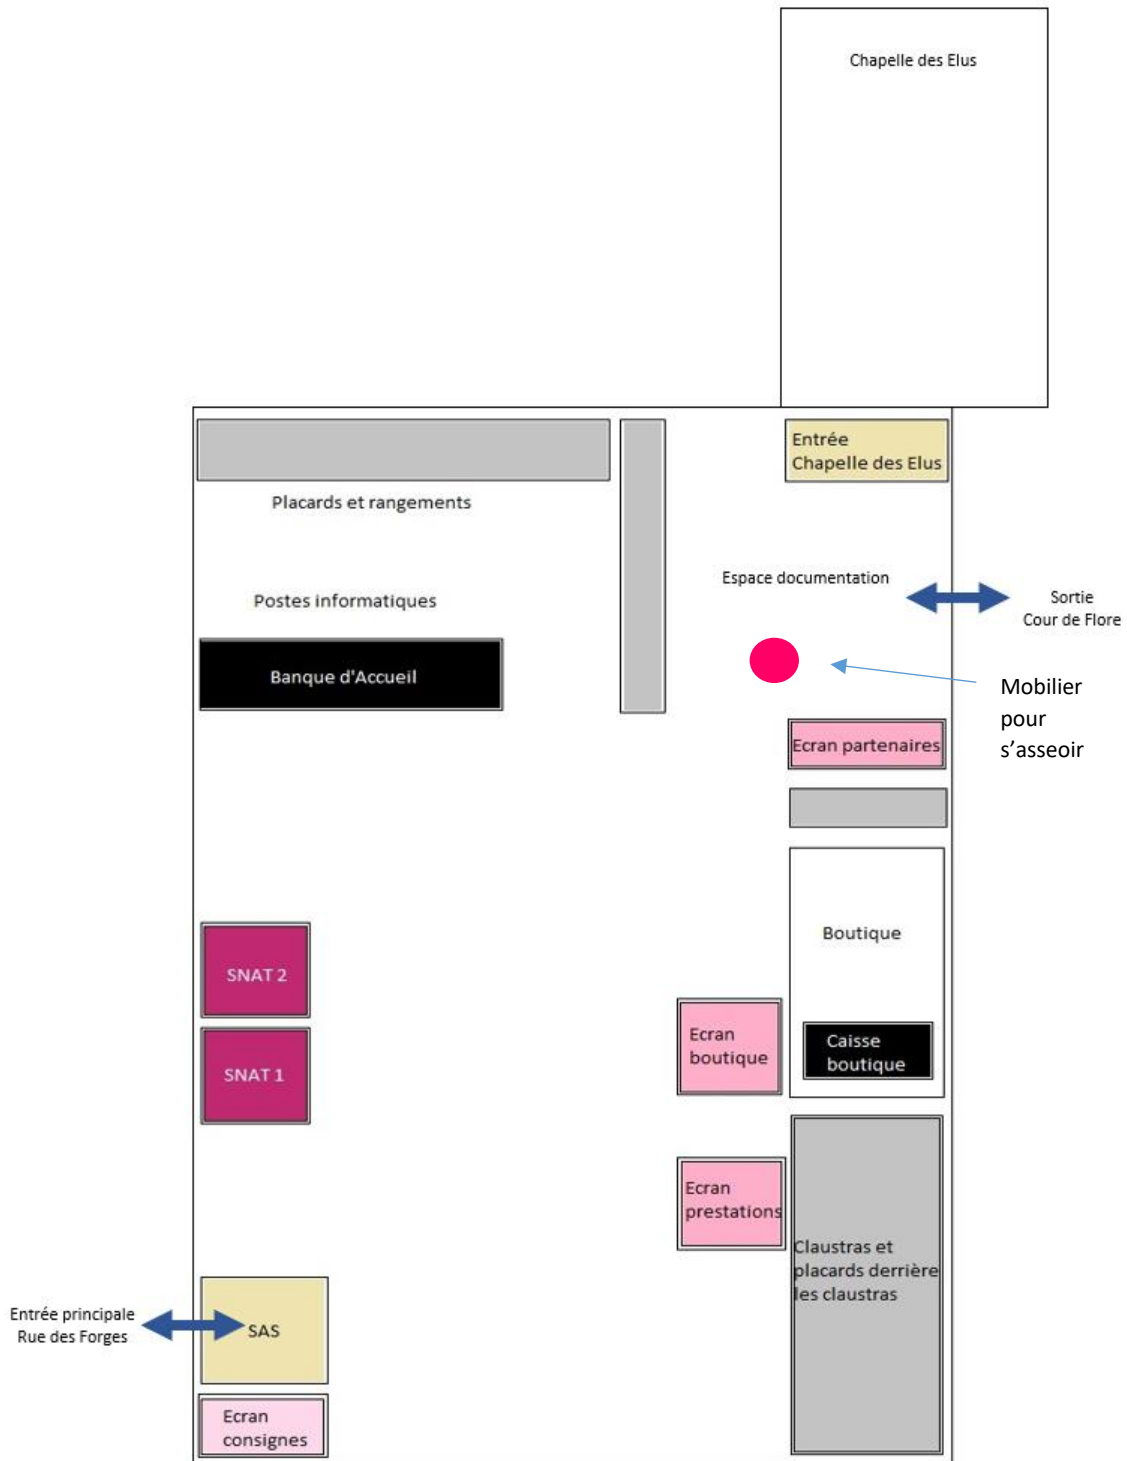 Chapelle des Elus
Entrée
Chapelle des Elus
Placards et rangements
Espace documentation
Sortie
Cour de Flore
Postes informatiques
Banque d'Accueil
Mobilier
pour
s’asseoir
Ecran partenaires
Boutique
SNAT 2
Ecran
boutique
Caisse
boutique
SNAT 1
Ecran
prestations
Claustras et
placards derrière
les claustras
Entrée principale
Rue des Forges
SAS
Ecran
consignes